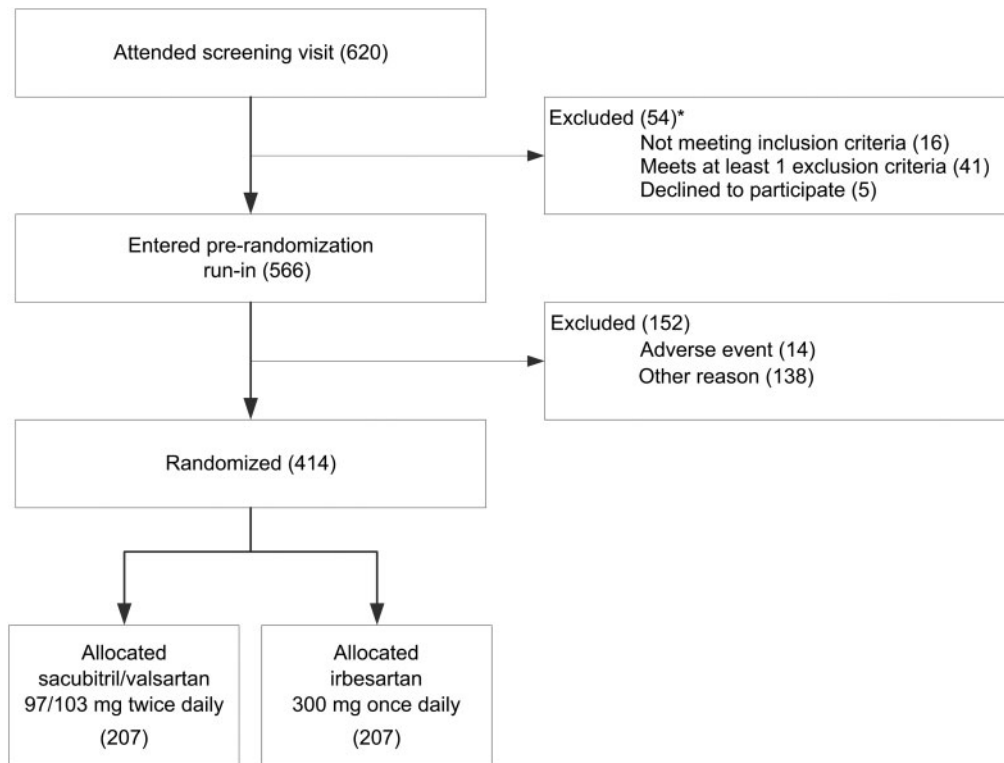 Attended screening visit (620)
Excluded (54)*
Not meeting inclusion criteria (16)
Meets at least 1 exclusion criteria (41)
Declined to participate (5)
Entered pre-randomization
run-in (566)
Excluded (152)
Adverse event (14)
Other reason (138)
Randomized (414)
Allocated
sacubitril/valsartan
97/103 mg twice daily
(207)
Allocated
irbesartan
300 mg once daily
(207)